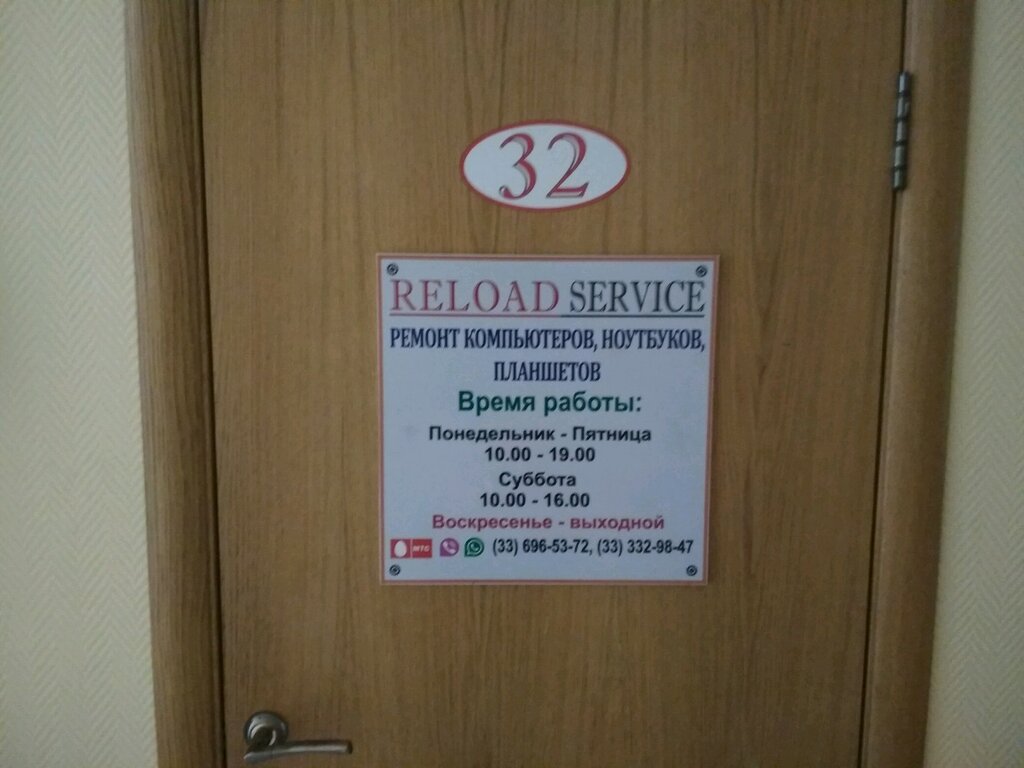 32
RELOAD SERVICE
РЕМОНТ КОМПЬЮТЕРОВ, НОУТБУКОВ,
ПЛАНШЕТОВ
Время работы:
Понедельник - Пятница
10.00 - 19.00
Суббота
10.00 - 16.00
Воскресенье - выходной
мтс (33) 696-53-72, (33) 332-98-47